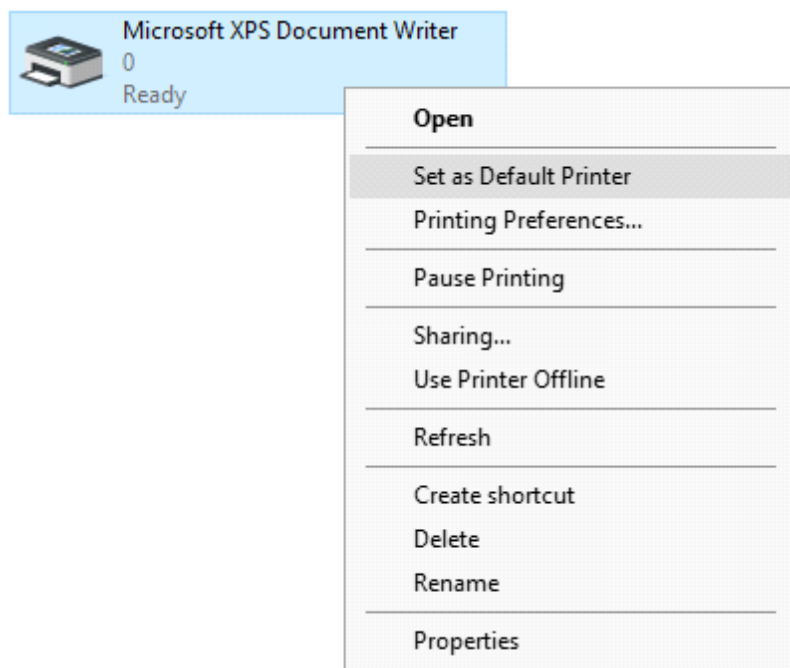 Microsoft XPS Document Writer
0
Ready
Open
Set as Default Printer
Printing Preferences...
Pause Printing
Sharing...
Use Printer Offline
Refresh
Create shortcut
Delete
Rename
Properties